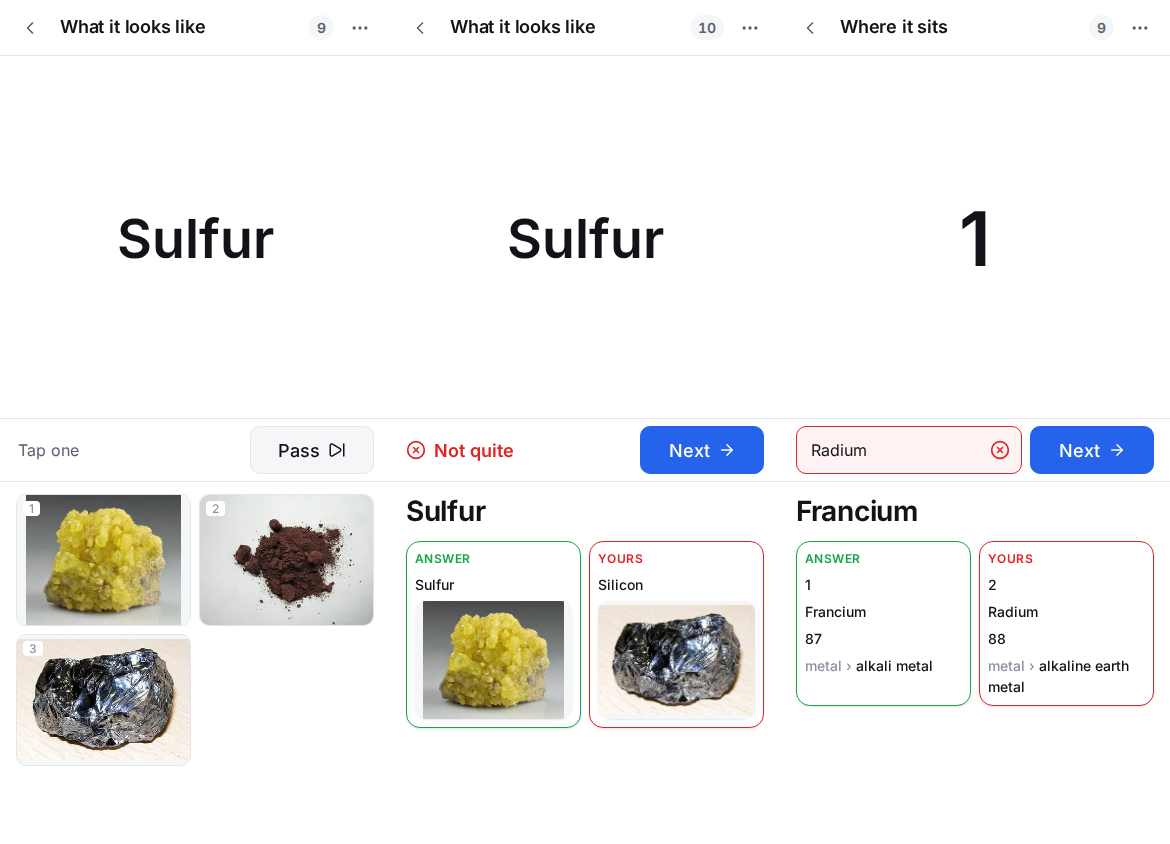 What it looks like
9
Sulfur
Tap one
Pass
1
2
3
What it looks like
10
Sulfur
Not quite
Next
Sulfur
ANSWER
Sulfur
YOURS
Silicon
Where it sits
9
1
Radium
Next
Francium
ANSWER
1
Francium
87
metal › alkali metal
YOURS
2
Radium
88
metal › alkaline earth
metal